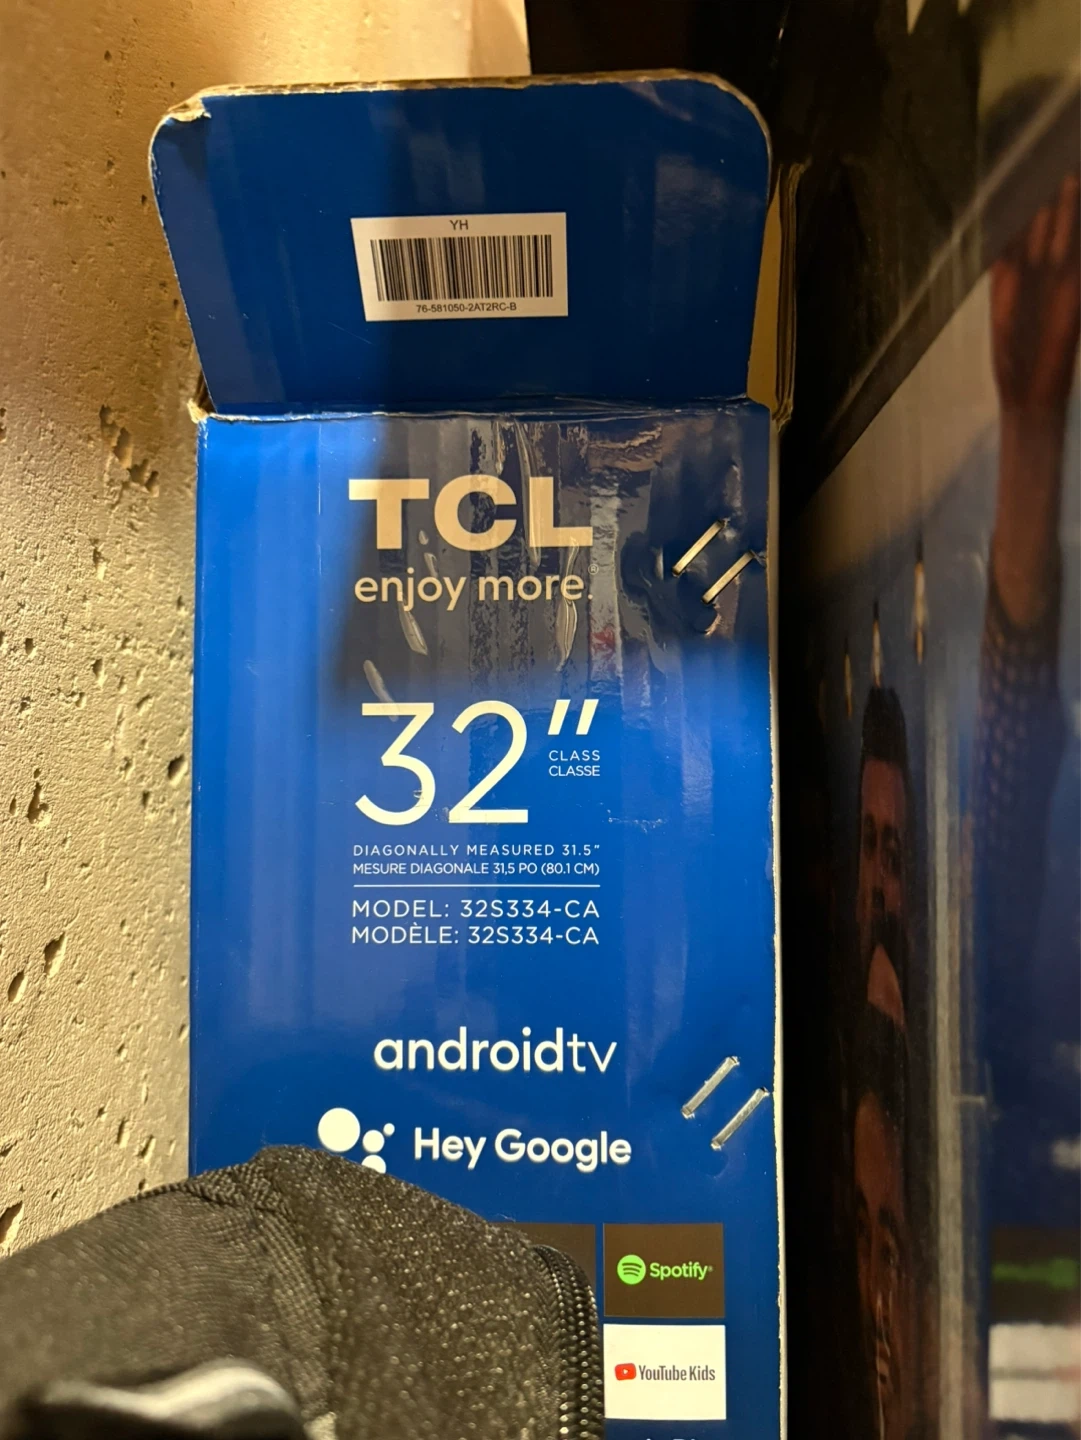 YH
76-581050-2AT2RC-B
TCL
enjoy more.®
32"
CLASS
CLASSE
DIAGONALLY MEASURED 31.5"
MESURE DIAGONALE 31,5 PO (80.1 CM)
MODEL: 32S334-CA
MODÈLE: 32S334-CA
androidtv
Hey Google
Spotify®
YouTube Kids